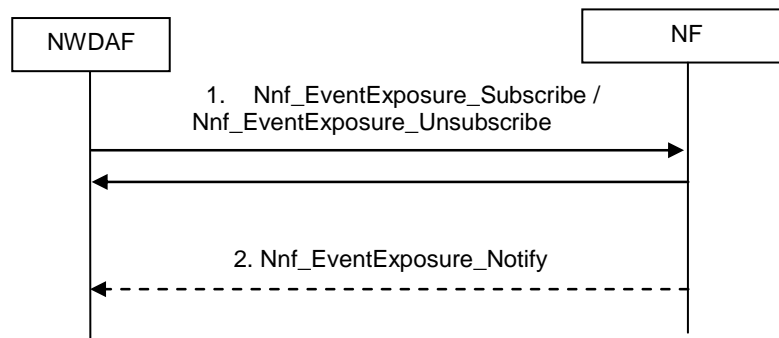 NWDAF
NF
1. Nnf_EventExposure_Subscribe /
Nnf_EventExposure_Unsubscribe
2. Nnf_EventExposure_Notify